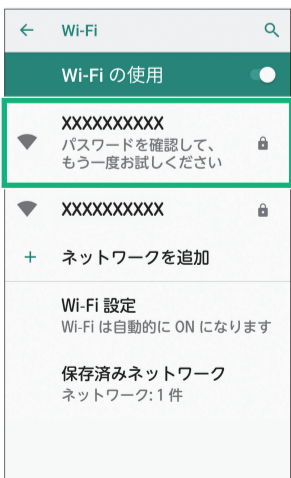 Wi-Fi
Wi-Fi の使用
XXXXXXXXXX
パスワードを確認して、
もう一度お試しください
XXXXXXXXXX
ネットワークを追加
Wi-Fi 設定
Wi-Fi は自動的に ON になります
保存済みネットワーク
ネットワーク: 1 件